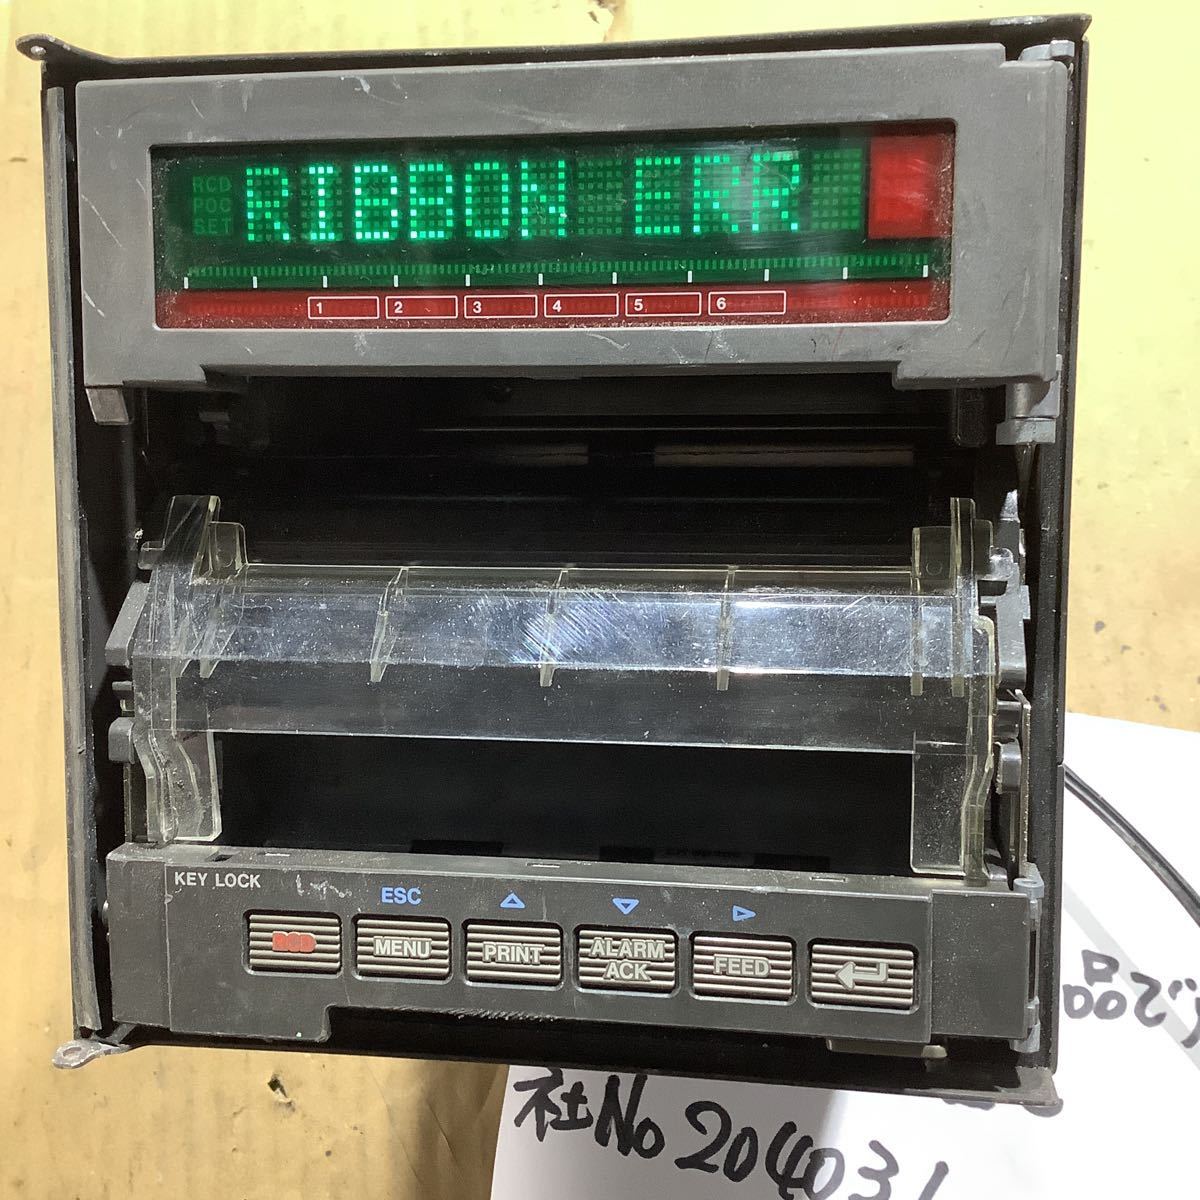 RIBBON ERR
RCD
POC
SET
1 2 3 4 5 6
KEY LOCK
ESC
RCD MENU PRINT ALARM ACK FEED
社No 204031